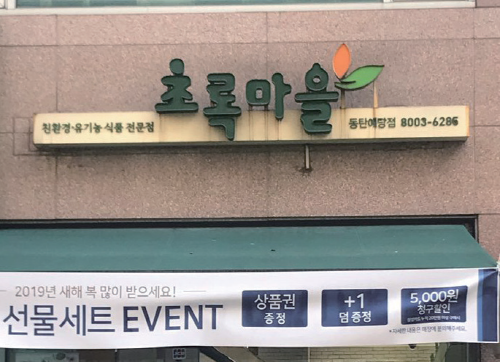 초록마을
친환경·유기농 식품 전문점
동탄예당점 8003-6286
2019년 새해 복 많이 받으세요!
선물세트 EVENT
상품권
증정
+1
덤 증정
5,000원
청구할인